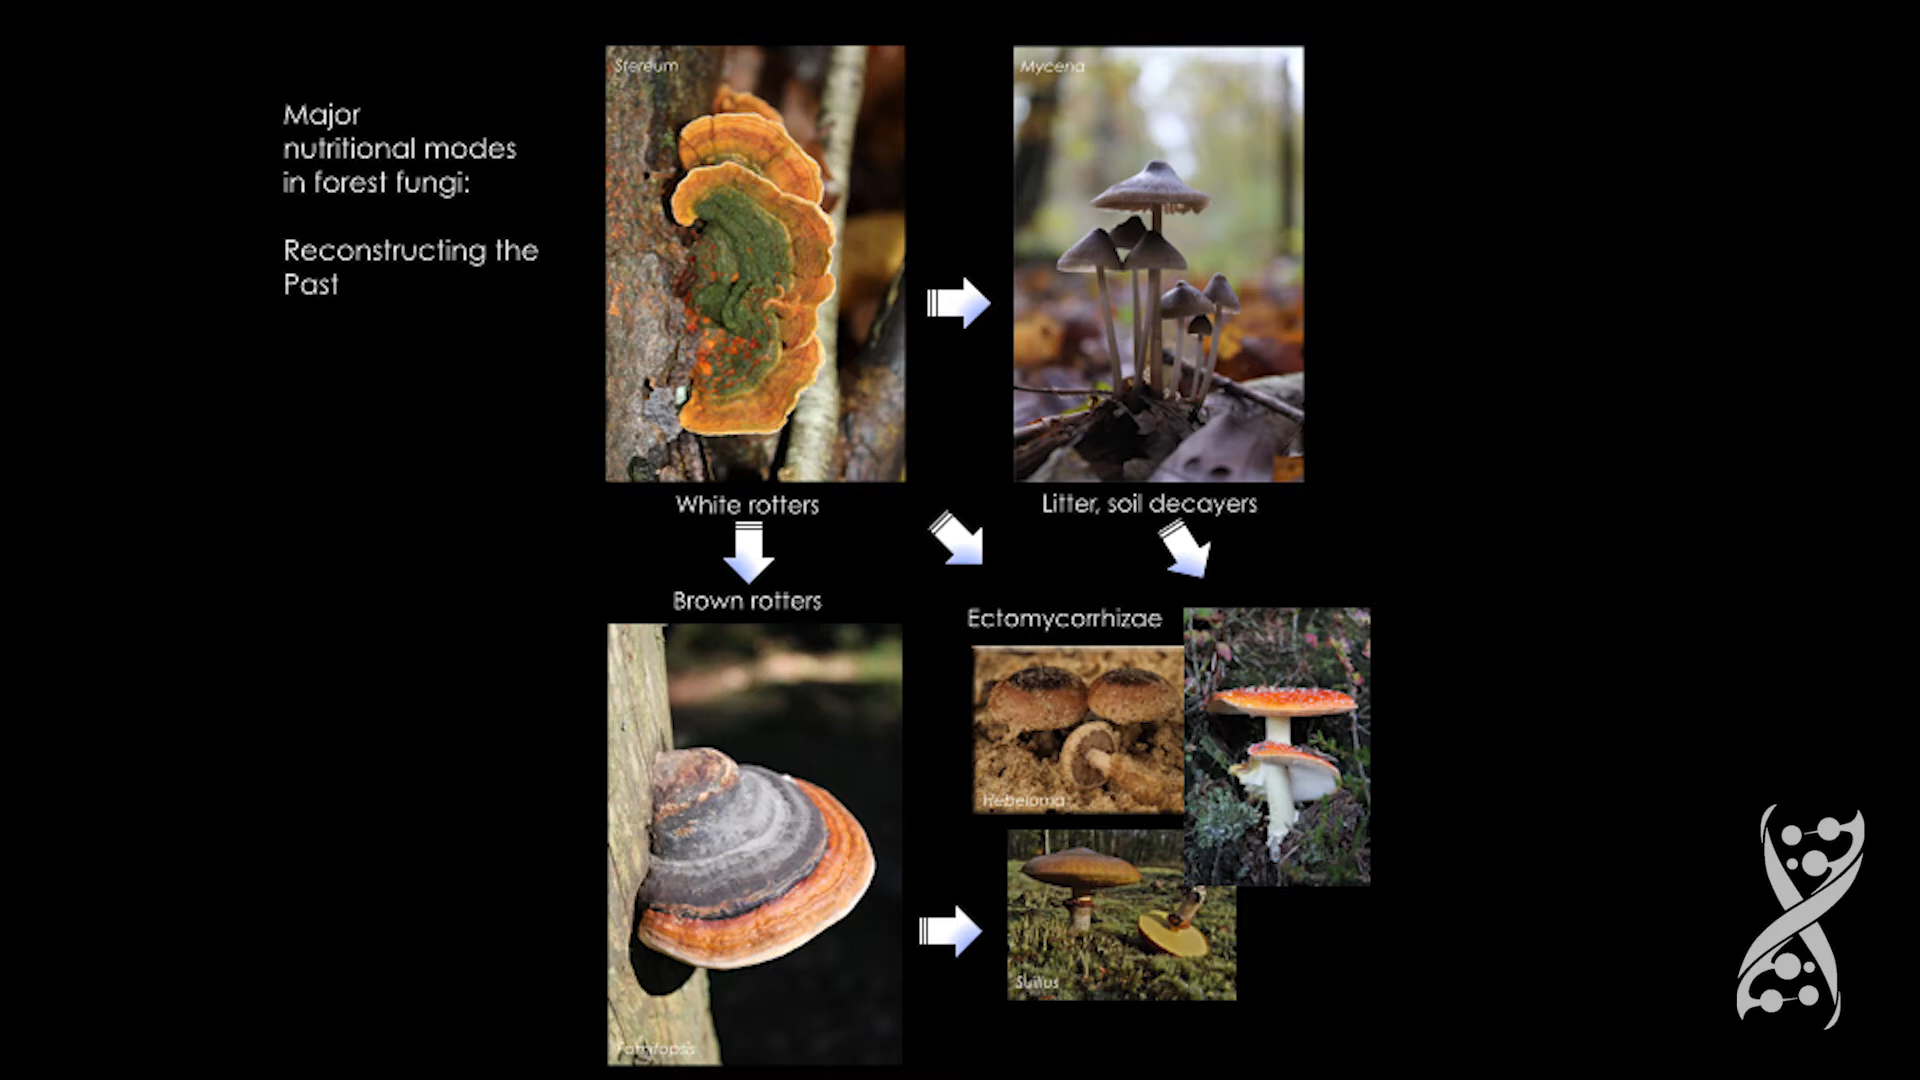 Major
nutritional modes
in forest fungi:
Reconstructing the
Past
Stereum
Mycena
White rotters
Litter, soil decayers
Brown rotters
Ectomycorrhizae
Hebeloma
Suillus
Fomitopsis